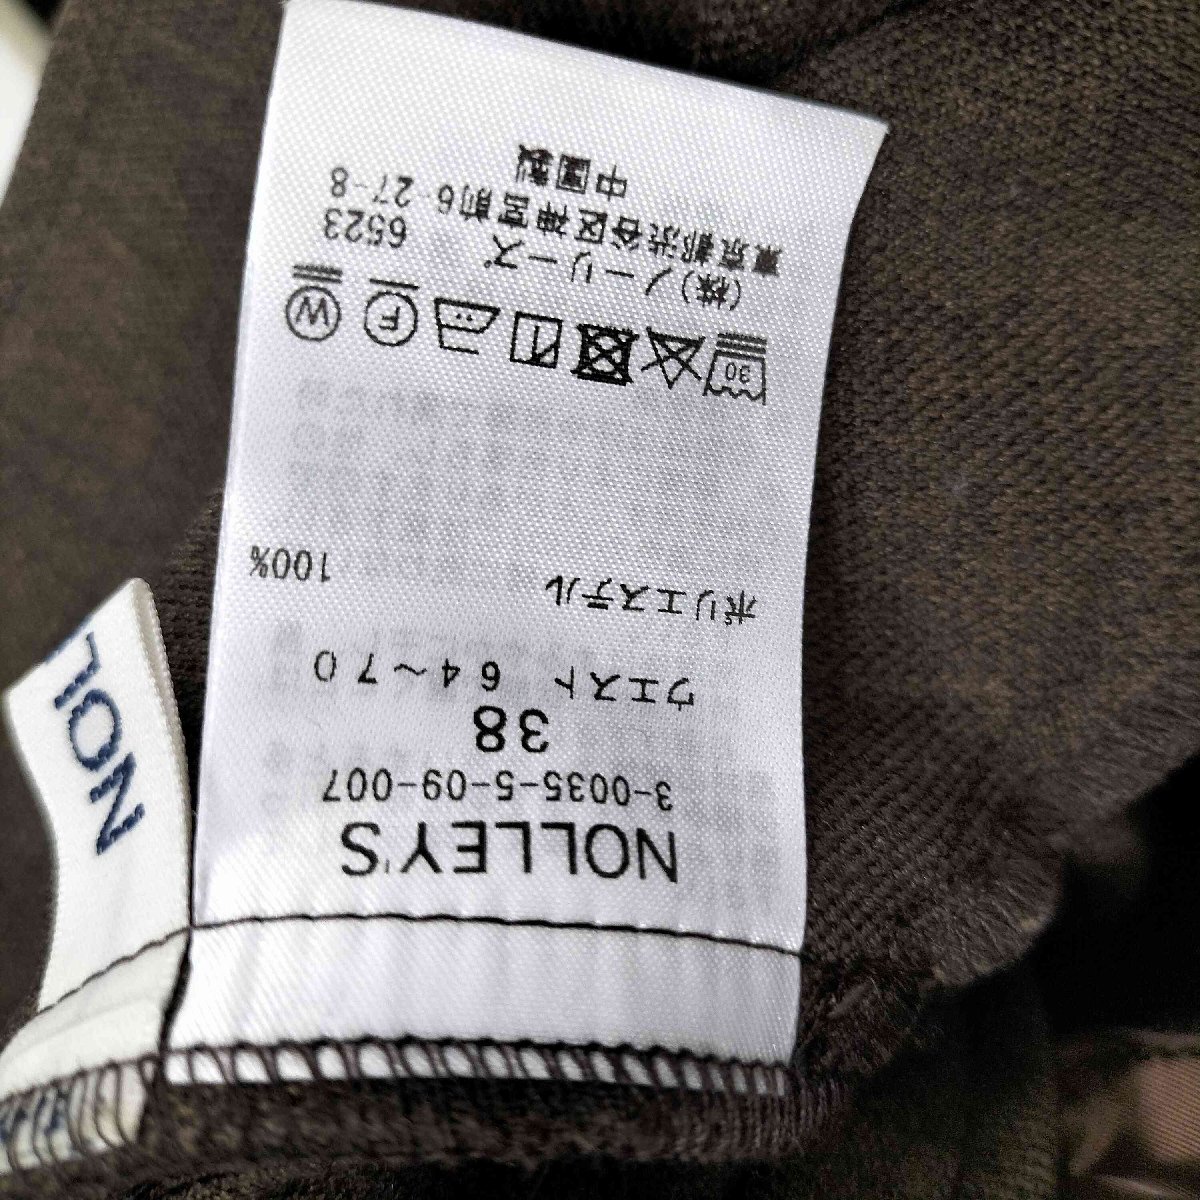 NOLLEY'S
3-0035-5-09-007
38
ウエスト 64〜70
ポリエステル 100%
30
F
W
(株)ノーリーズ 6523
東京都渋谷区神宮前6-27-8
中国製
NOL